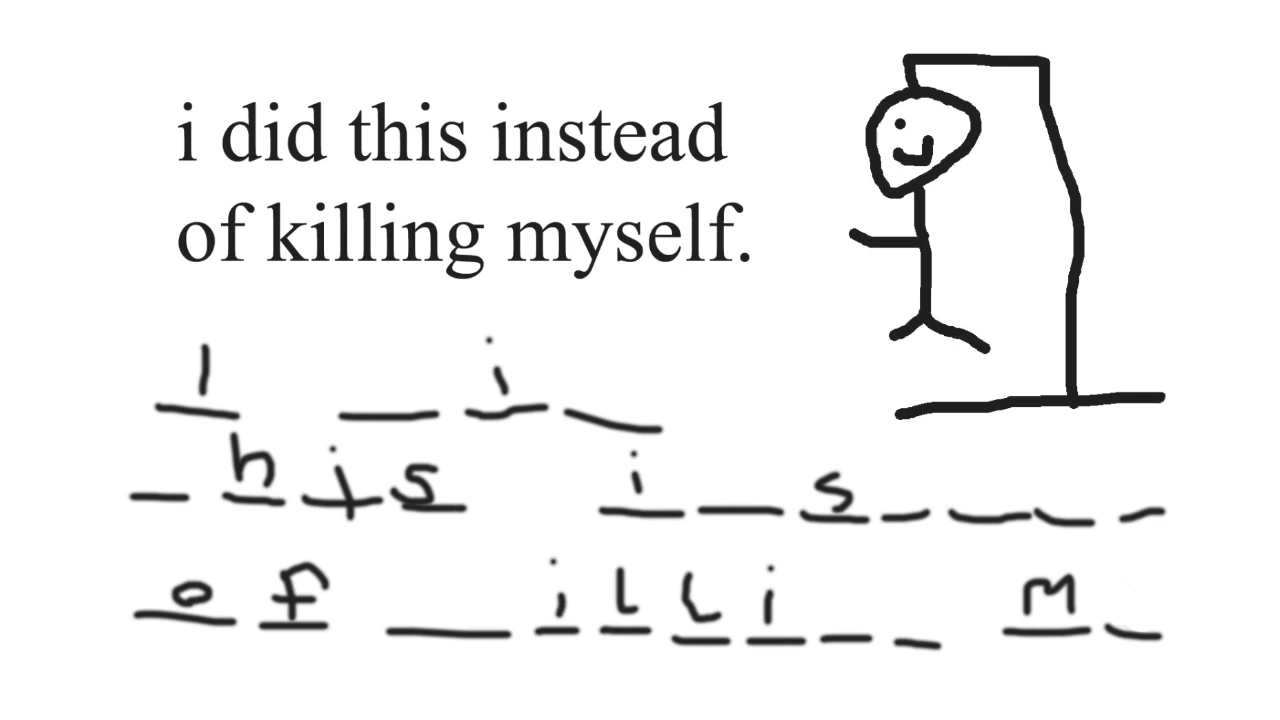 i did this instead
of killing myself.
I _ i _
_ h i s i _ s _ _ _ _
o f _ i l l i _ _ M _